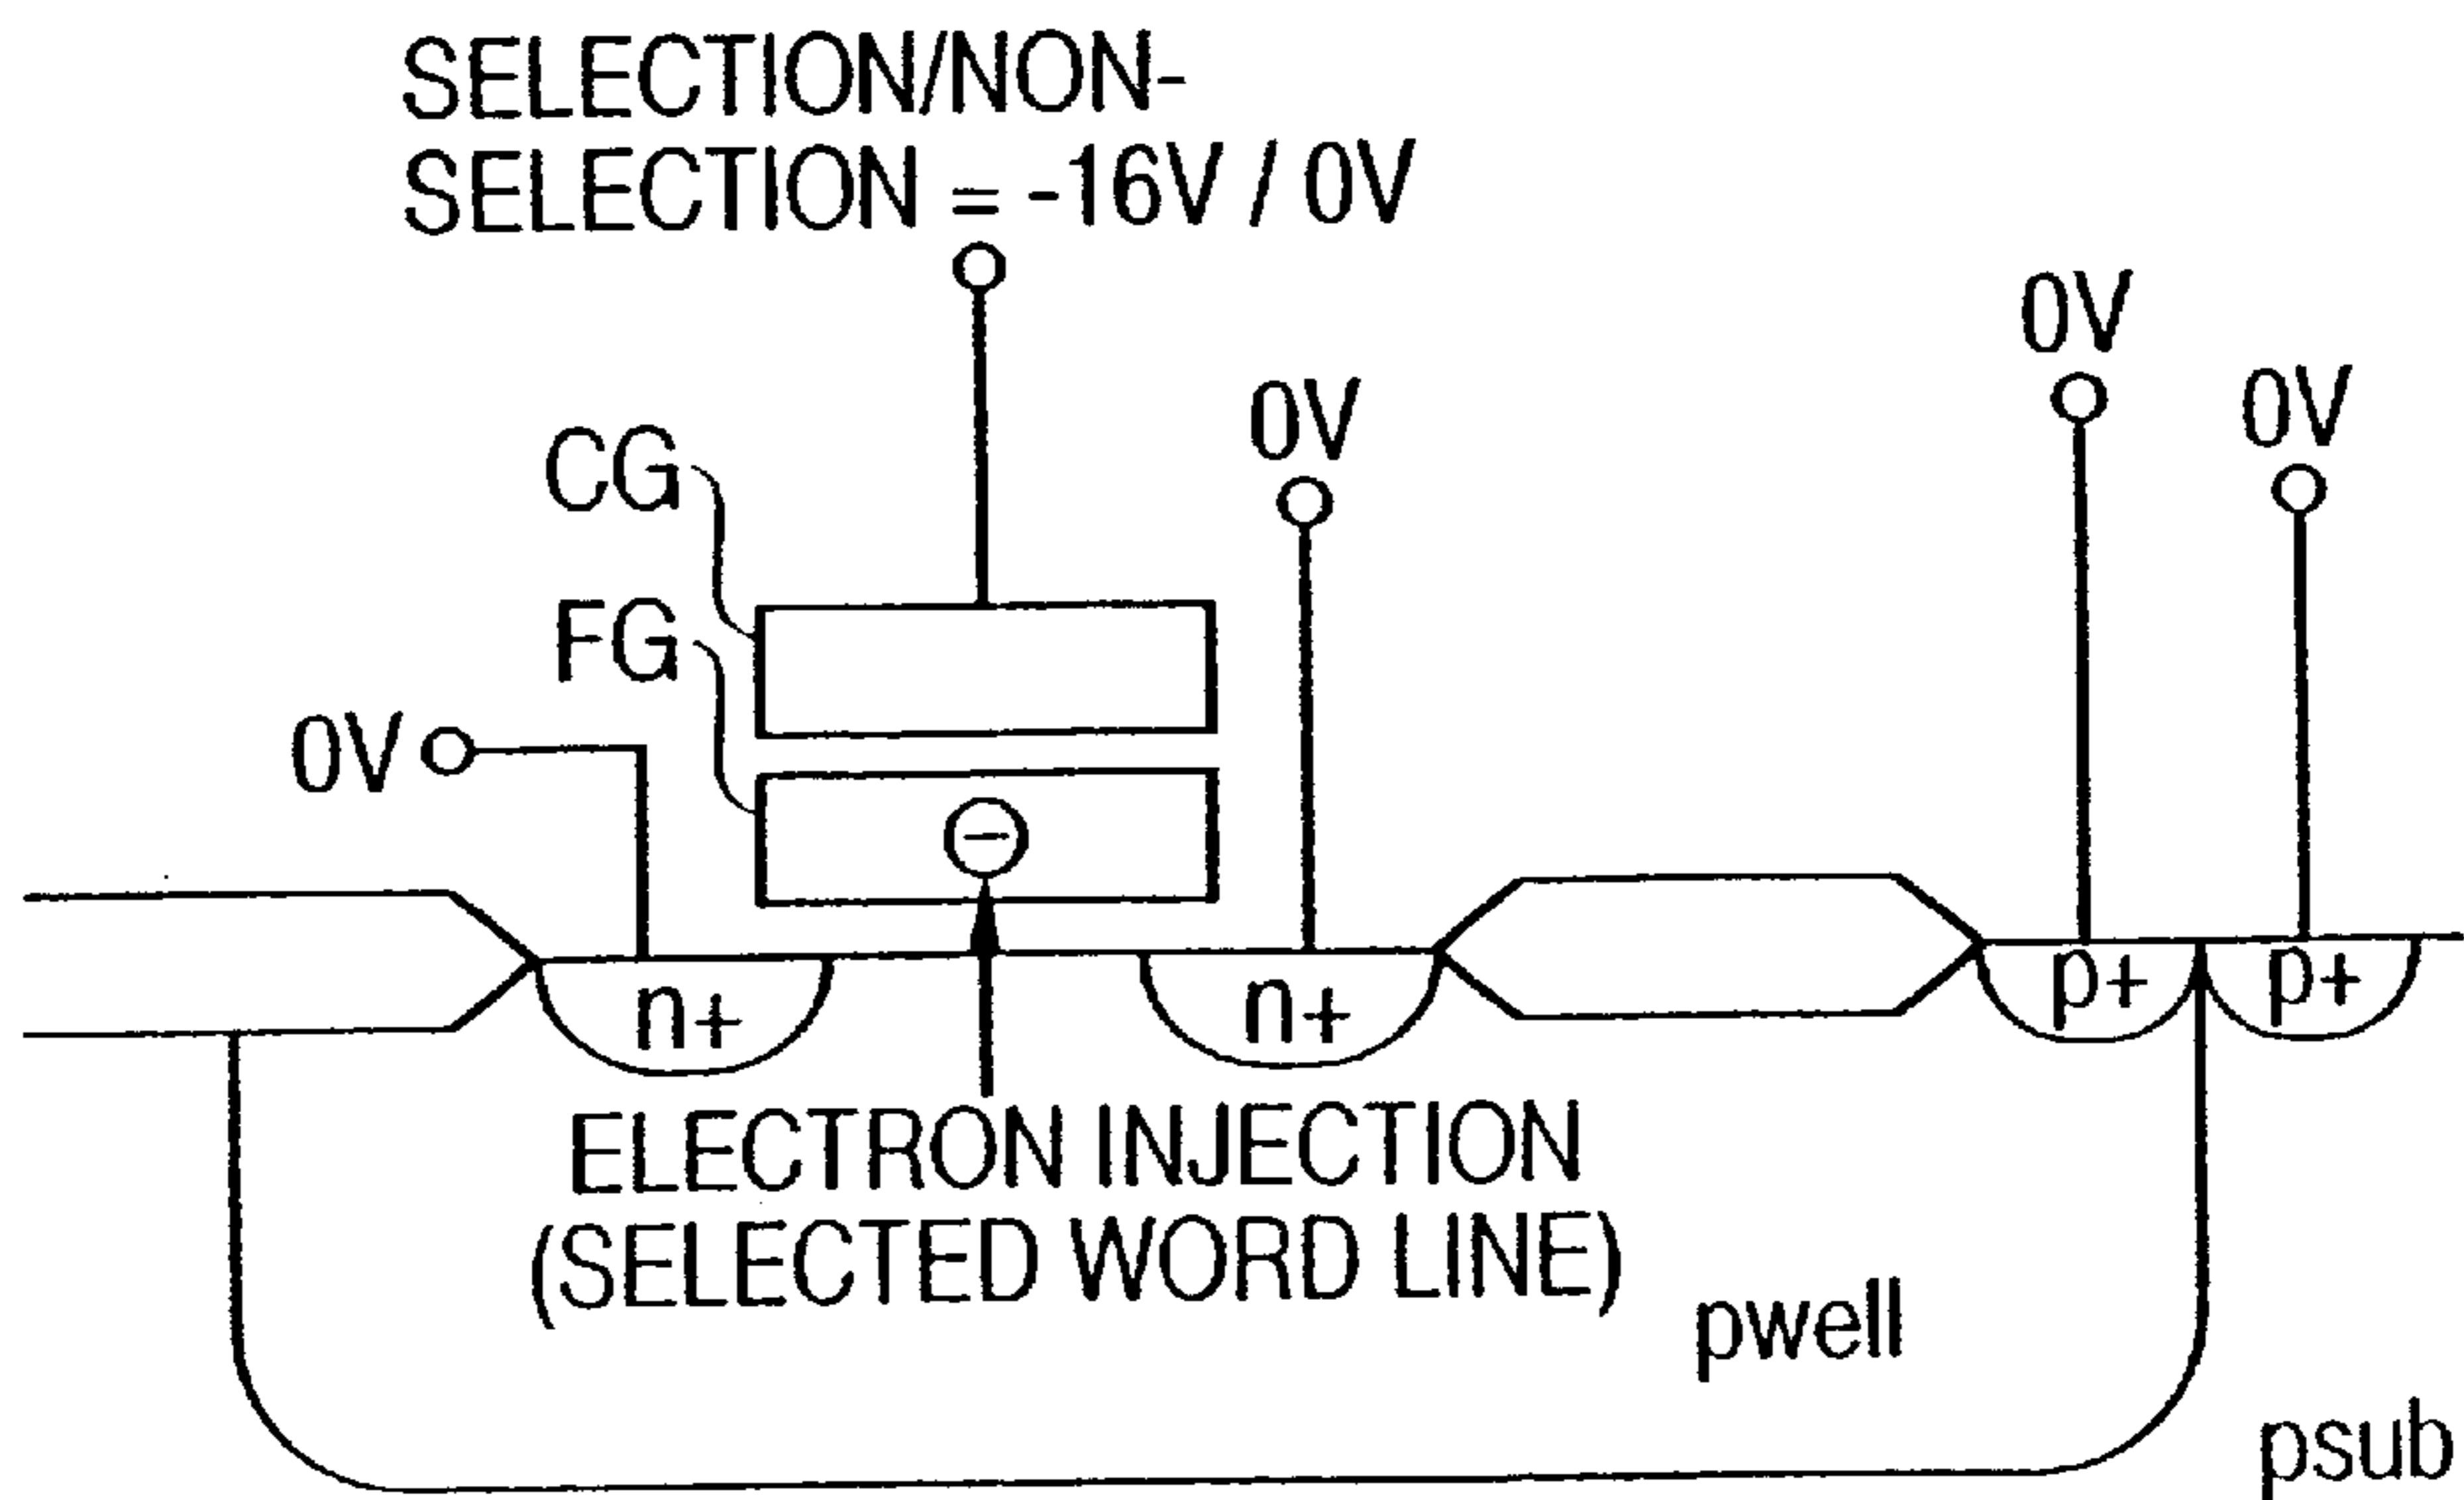 SELECTION/NON-
SELECTION = -16V / 0V
0V
0V
0V
CG
FG
0V
⊖
n+
n+
p+
p+
ELECTRON INJECTION
(SELECTED WORD LINE)
pwell
psub